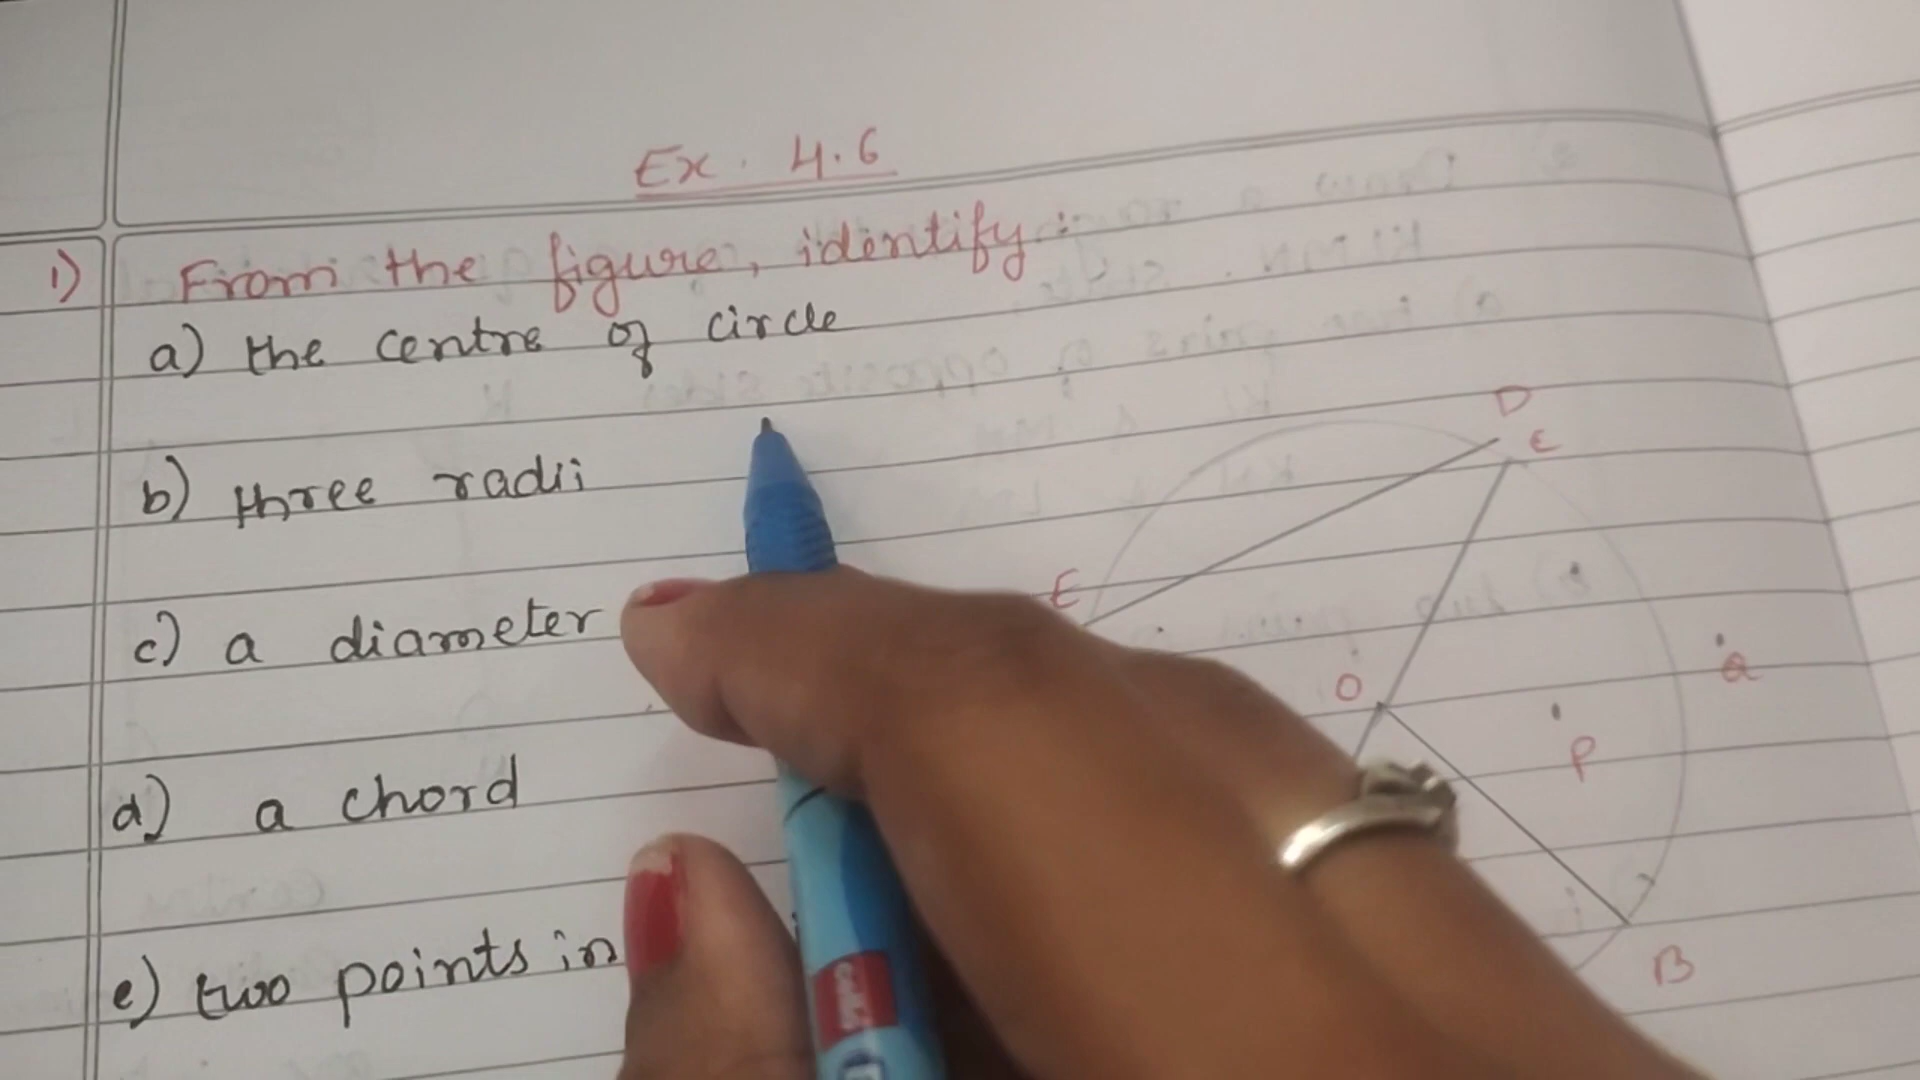 Ex. 4.6
1) From the figure, identify:
a) the centre of circle
b) three radii
c) a diameter
d) a chord
e) two points in
D
C
E
O
Q
P
B
cello